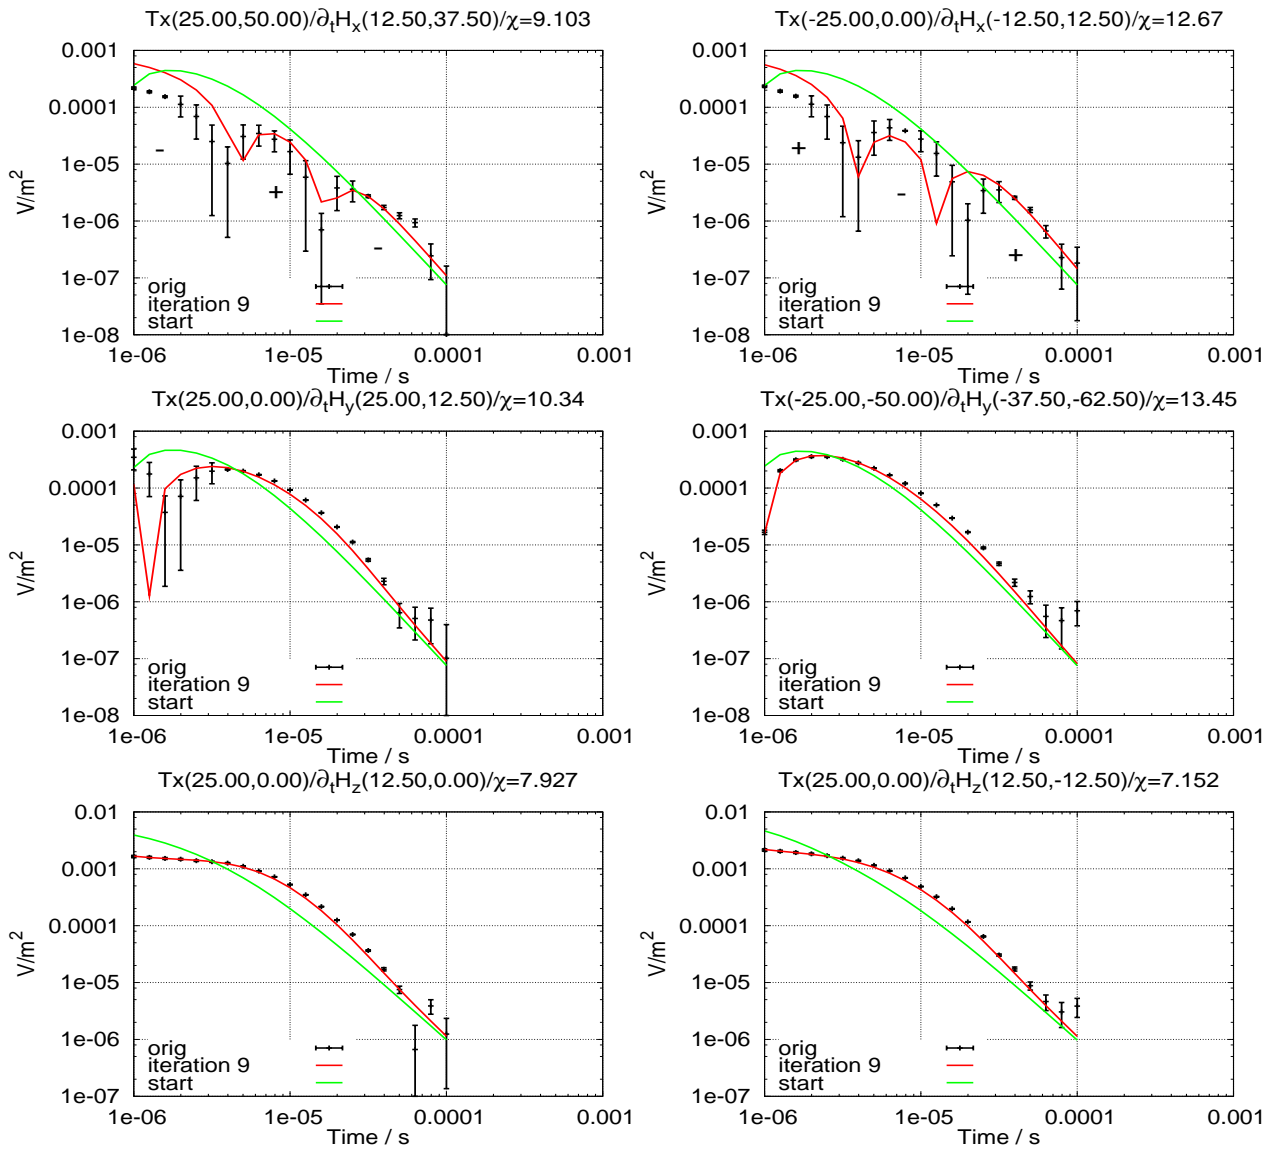 Tx(25.00,50.00)/∂tHx(12.50,37.50)/χ=9.103
0.001
0.0001
1e-05
1e-06
1e-07
1e-08
V/m2
-
+
-
orig
iteration 9
start
1e-06 1e-05 0.0001 0.001
Time / s
Tx(-25.00,0.00)/∂tHx(-12.50,12.50)/χ=12.67
0.001
0.0001
1e-05
1e-06
1e-07
1e-08
V/m2
+
-
+
orig
iteration 9
start
1e-06 1e-05 0.0001 0.001
Time / s
Tx(25.00,0.00)/∂tHy(25.00,12.50)/χ=10.34
0.001
0.0001
1e-05
1e-06
1e-07
1e-08
V/m2
orig
iteration 9
start
1e-06 1e-05 0.0001 0.001
Time / s
Tx(-25.00,-50.00)/∂tHy(-37.50,-62.50)/χ=13.45
0.001
0.0001
1e-05
1e-06
1e-07
1e-08
V/m2
orig
iteration 9
start
1e-06 1e-05 0.0001 0.001
Time / s
Tx(25.00,0.00)/∂tHz(12.50,0.00)/χ=7.927
0.01
0.001
0.0001
1e-05
1e-06
1e-07
V/m2
orig
iteration 9
start
1e-06 1e-05 0.0001 0.001
Time / s
Tx(25.00,0.00)/∂tHz(12.50,-12.50)/χ=7.152
0.01
0.001
0.0001
1e-05
1e-06
1e-07
V/m2
orig
iteration 9
start
1e-06 1e-05 0.0001 0.001
Time / s